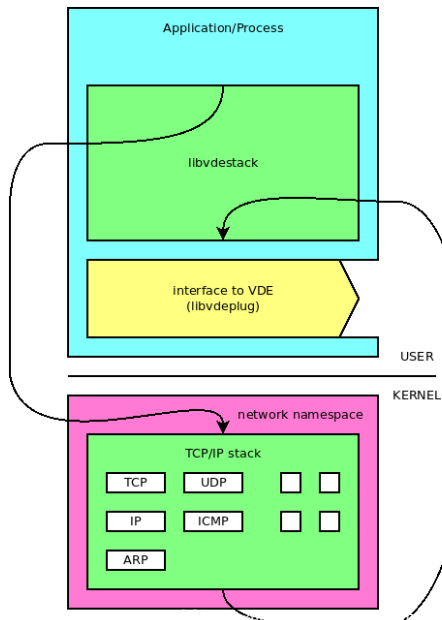 Application/Process
libvdestack
interface to VDE
(libvdeplug)
USER
KERNEL
network namespace
TCP/IP stack
TCP UDP
IP ICMP
ARP